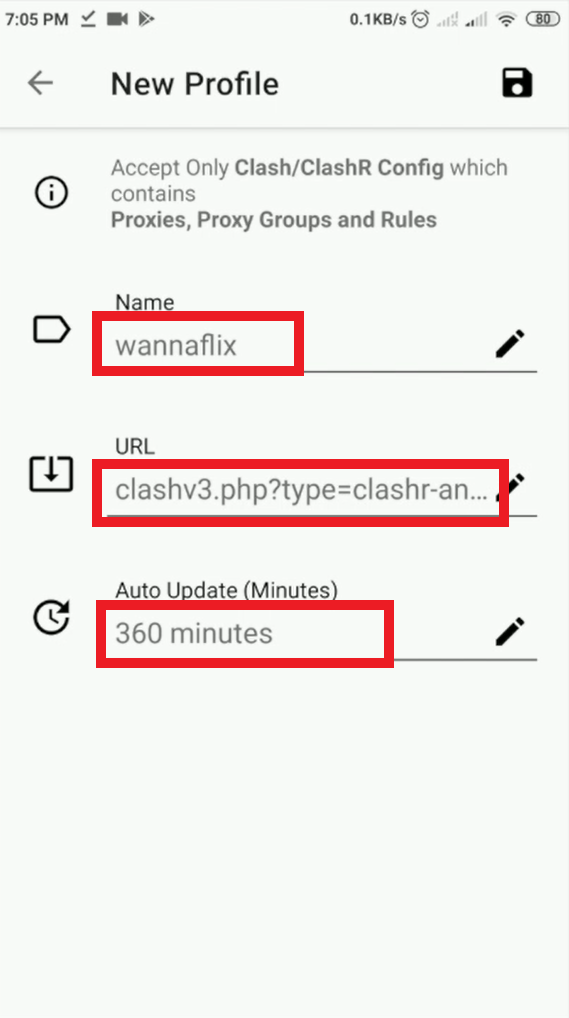 7:05 PM 0.1KB/s 80
New Profile
Accept Only Clash/ClashR Config which
contains
Proxies, Proxy Groups and Rules
Name
wannaflix
URL
clashv3.php?type=clashr-an...
Auto Update (Minutes)
360 minutes